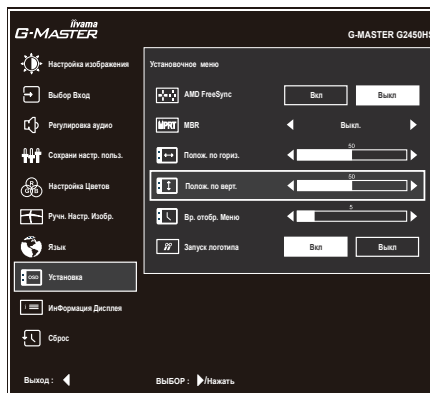 iiyama
G-MASTER
G-MASTER G2450HS
Настройка изображения
Выбор Вход
Регулировка аудио
Сохрани настр. польз.
R
G B
Настройка Цветов
Ручн. Настр. Изобр.
Язык
OSD
Установка
i
ИнФормация Дисплея
Сброс
Установочное меню
AMD FreeSync
Вкл
Выкл
MPRT
MBR
Выкл.
Полож. по гориз.
50
Полож. по верт.
50
Вр. отобр. Меню
5
Запуск логотипа
Вкл
Выкл
Выход :
ВЫБОР : /Нажать